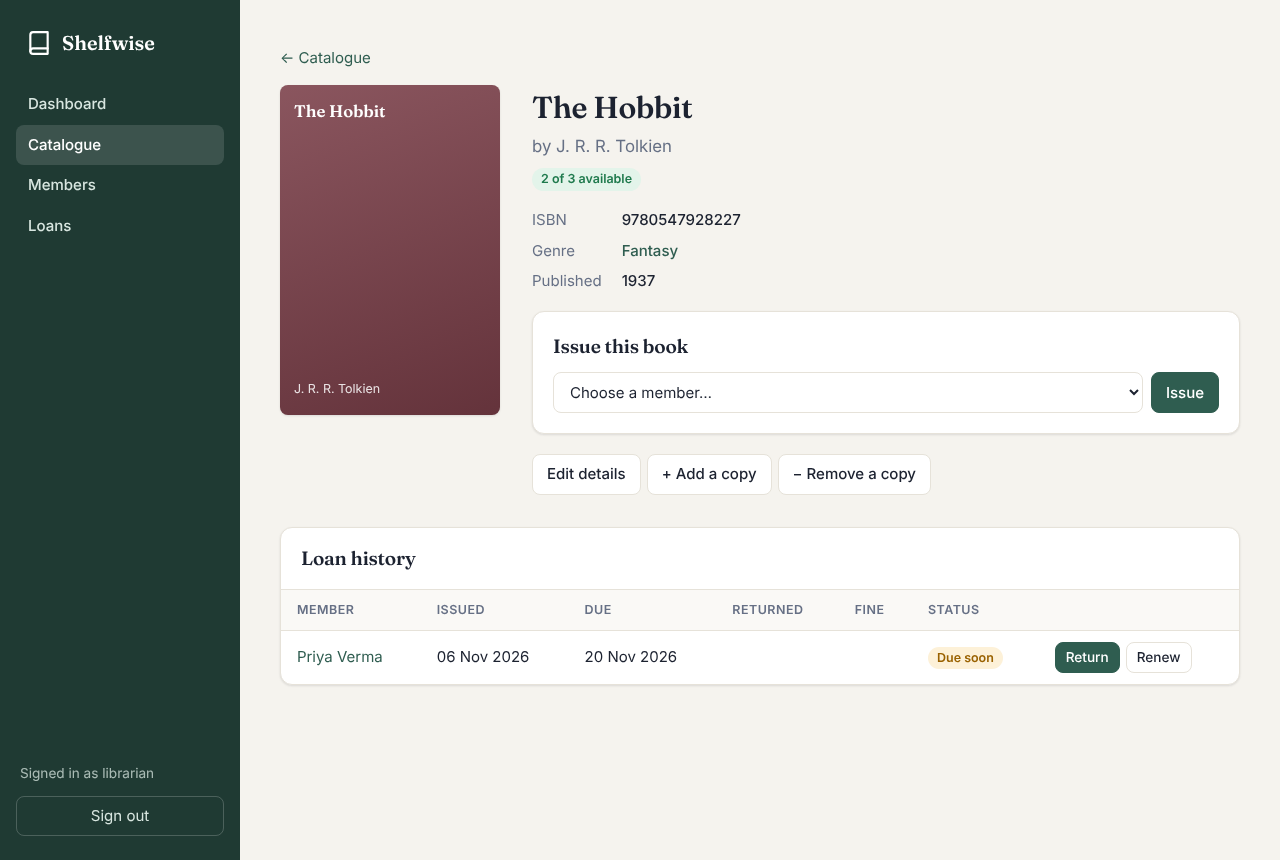 Shelfwise
Dashboard
Catalogue
Members
Loans
Signed in as librarian
Sign out
← Catalogue
The Hobbit
J. R. R. Tolkien
The Hobbit
by J. R. R. Tolkien
2 of 3 available
ISBN 9780547928227
Genre Fantasy
Published 1937
Issue this book
Choose a member... Issue
Edit details + Add a copy − Remove a copy
Loan history
MEMBER ISSUED DUE RETURNED FINE STATUS
Priya Verma 06 Nov 2026 20 Nov 2026 Due soon Return Renew